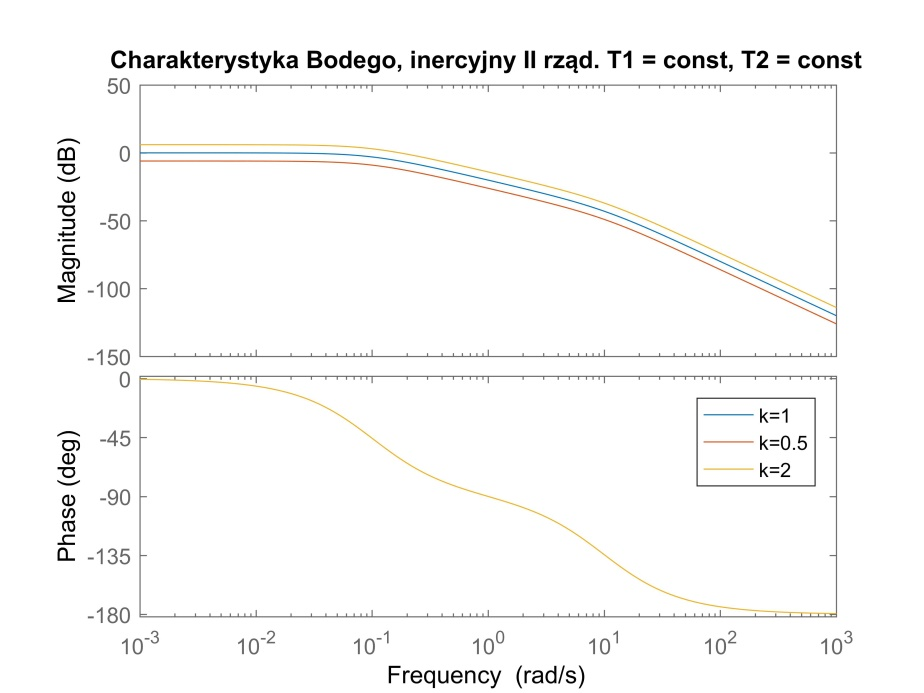 Charakterystyka Bodego, inercyjny II rząd. T1 = const, T2 = const
50
0
-50
-100
-150
Magnitude (dB)
0
-45
-90
-135
-180
Phase (deg)
k=1
k=0.5
k=2
10^-3 10^-2 10^-1 10^0 10^1 10^2 10^3
Frequency (rad/s)